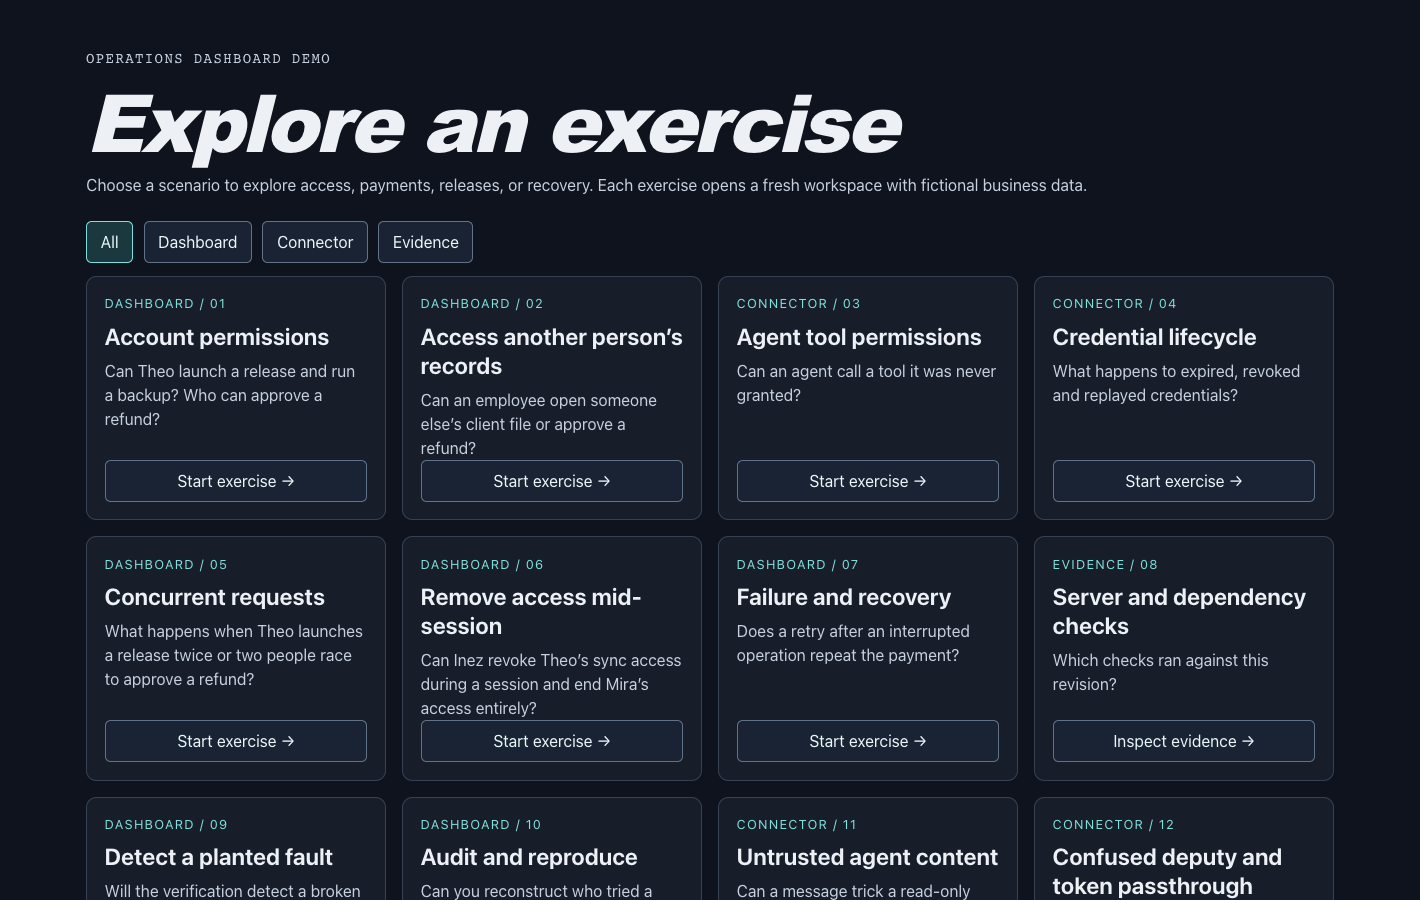 OPERATIONS DASHBOARD DEMO
Explore an exercise
Choose a scenario to explore access, payments, releases, or recovery. Each exercise opens a fresh workspace with fictional business data.
All
Dashboard
Connector
Evidence
DASHBOARD / 01
Account permissions
Can Theo launch a release and run
a backup? Who can approve a
refund?
Start exercise →
DASHBOARD / 02
Access another person’s
records
Can an employee open someone
else’s client file or approve a
refund?
Start exercise →
CONNECTOR / 03
Agent tool permissions
Can an agent call a tool it was never
granted?
Start exercise →
CONNECTOR / 04
Credential lifecycle
What happens to expired, revoked
and replayed credentials?
Start exercise →
DASHBOARD / 05
Concurrent requests
What happens when Theo launches
a release twice or two people race
to approve a refund?
Start exercise →
DASHBOARD / 06
Remove access mid-
session
Can Inez revoke Theo’s sync access
during a session and end Mira’s
access entirely?
Start exercise →
DASHBOARD / 07
Failure and recovery
Does a retry after an interrupted
operation repeat the payment?
Start exercise →
EVIDENCE / 08
Server and dependency
checks
Which checks ran against this
revision?
Inspect evidence →
DASHBOARD / 09
Detect a planted fault
Will the verification detect a broken
DASHBOARD / 10
Audit and reproduce
Can you reconstruct who tried a
CONNECTOR / 11
Untrusted agent content
Can a message trick a read-only
CONNECTOR / 12
Confused deputy and
token passthrough